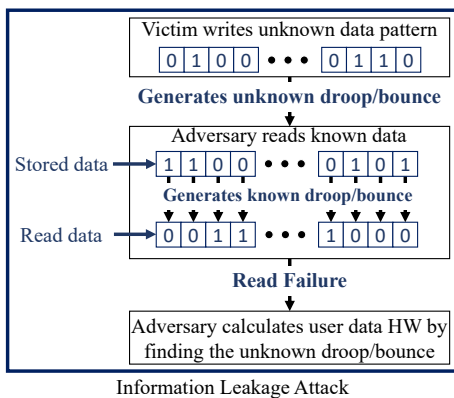 Victim writes unknown data pattern
0 1 0 0 ••• 0 1 1 0
Generates unknown droop/bounce
Adversary reads known data
Stored data 1 1 0 0 ••• 0 1 0 1
Generates known droop/bounce
Read data 0 0 1 1 ••• 1 0 0 0
Read Failure
Adversary calculates user data HW by
finding the unknown droop/bounce
Information Leakage Attack